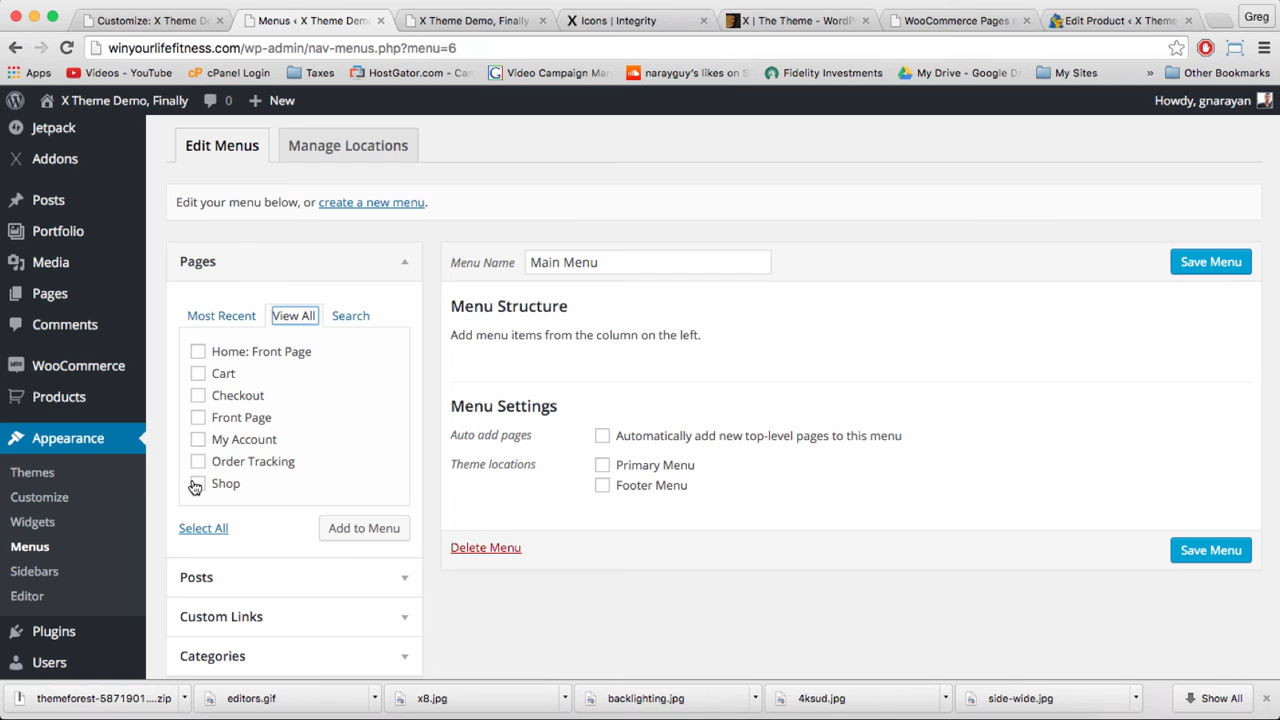 Customize: X Theme D
Menus ‹ X Theme Demo
X Theme Demo, Finally
Icons | Integrity
X | The Theme - WordP
WooCommerce Pages n
Edit Product ‹ X Theme
Greg
winyourlifefitness.com/wp-admin/nav-menus.php?menu=6
Apps
Videos - YouTube
cPanel Login
Taxes
HostGator.com - Ca
Video Campaign Ma
narayguy's likes on S
Fidelity Investments
My Drive - Google D
My Sites
»
Other Bookmarks
X Theme Demo, Finally
0
New
Howdy, gnarayan
Jetpack
Addons
Posts
Portfolio
Media
Pages
Comments
WooCommerce
Products
Appearance
Themes
Customize
Widgets
Menus
Sidebars
Editor
Plugins
Users
Edit Menus
Manage Locations
Edit your menu below, or create a new menu.
Pages
Most Recent
View All
Search
Home: Front Page
Cart
Checkout
Front Page
My Account
Order Tracking
Shop
Select All
Add to Menu
Posts
Custom Links
Categories
Menu Name
Main Menu
Save Menu
Menu Structure
Add menu items from the column on the left.
Menu Settings
Auto add pages
Automatically add new top-level pages to this menu
Theme locations
Primary Menu
Footer Menu
Delete Menu
Save Menu
themeforest-5871901....zip
editors.gif
x8.jpg
backlighting.jpg
4ksud.jpg
side-wide.jpg
Show All